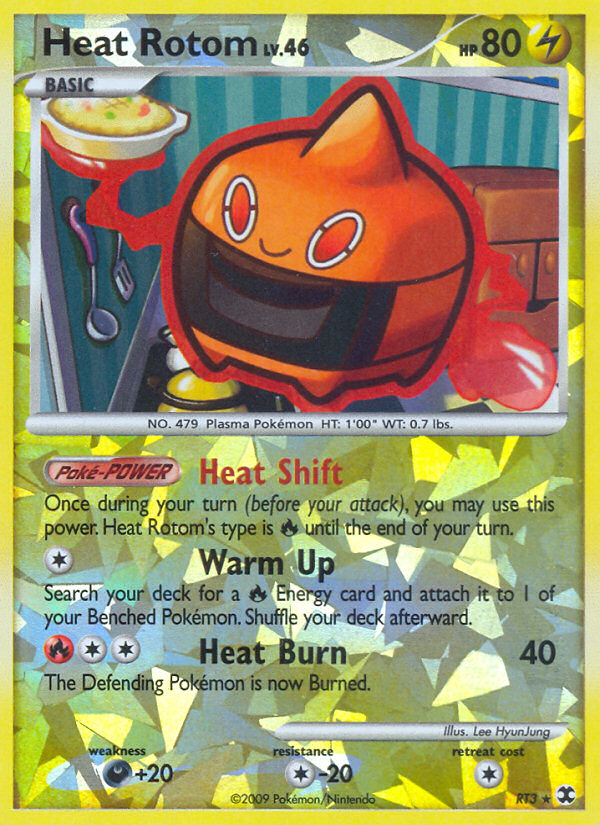 Heat Rotom LV.46 HP 80
BASIC
NO. 479 Plasma Pokémon HT: 1'00" WT: 0.7 lbs.
Poké-POWER Heat Shift
Once during your turn (before your attack), you may use this
power. Heat Rotom's type is until the end of your turn.
Warm Up
Search your deck for a Energy card and attach it to 1 of
your Benched Pokémon. Shuffle your deck afterward.
Heat Burn 40
The Defending Pokémon is now Burned.
Illus. Lee HyunJung
weakness resistance retreat cost
+20 -20
©2009 Pokémon/Nintendo RT3 ★